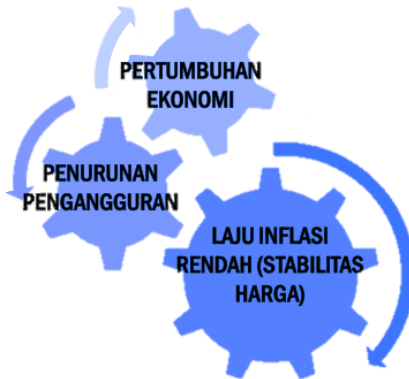 PERTUMBUHAN
EKONOMI
PENURUNAN
PENGANGGURAN
LAJU INFLASI
RENDAH (STABILITAS
HARGA)